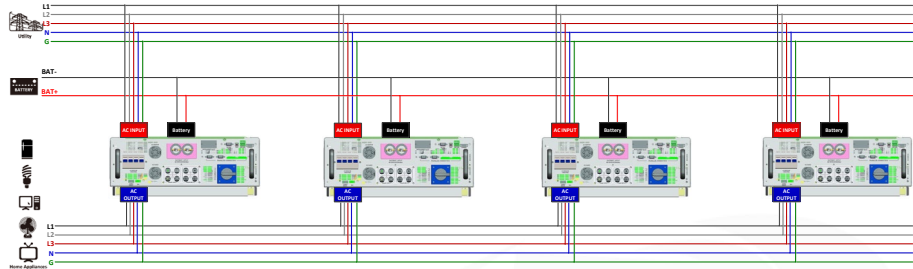 L1
L2
L3
N
G
Utility
BAT-
BATTERY
BAT+
AC INPUT
Battery
AC INPUT
Battery
AC INPUT
Battery
AC INPUT
Battery
AC
OUTPUT
AC
OUTPUT
AC
OUTPUT
AC
OUTPUT
L1
L2
L3
N
G
Home Appliances